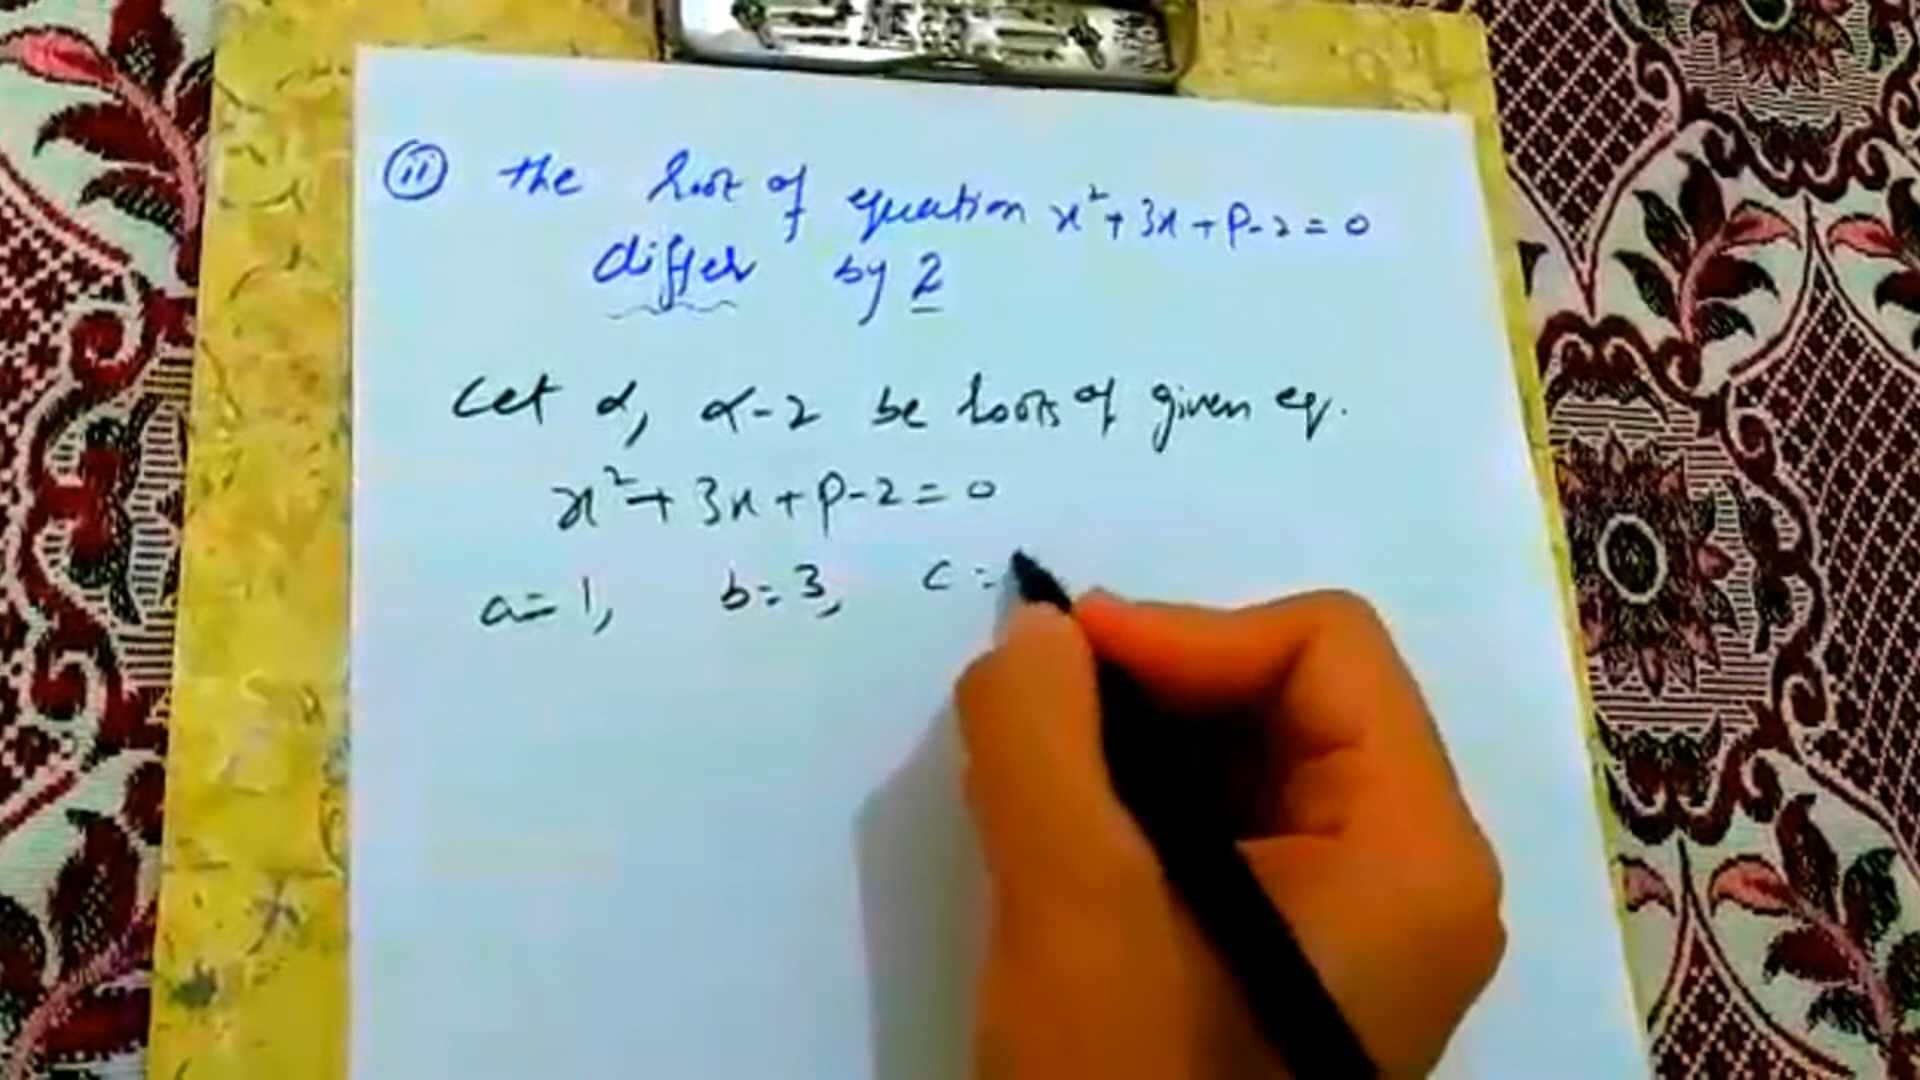 (ii) the root of equation x²+3x+P-2=0
differ by 2
Let α, α-2 be roots of given eq.
x²+3x+P-2=0
a=1, b=3, c=